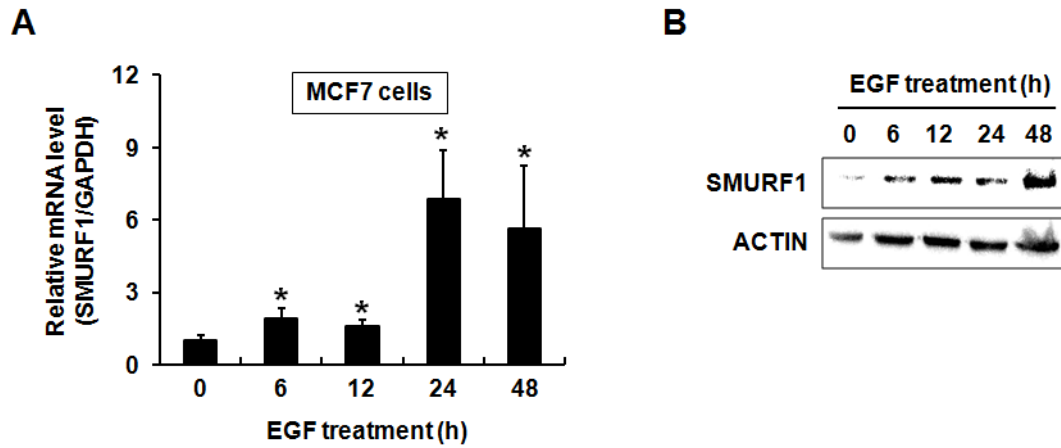 A
Relative mRNA level
(SMURF1/GAPDH)
12
9
6
3
0
MCF7 cells
*
*
*
*
0 6 12 24 48
EGF treatment (h)
B
EGF treatment (h)
0 6 12 24 48
SMURF1
ACTIN